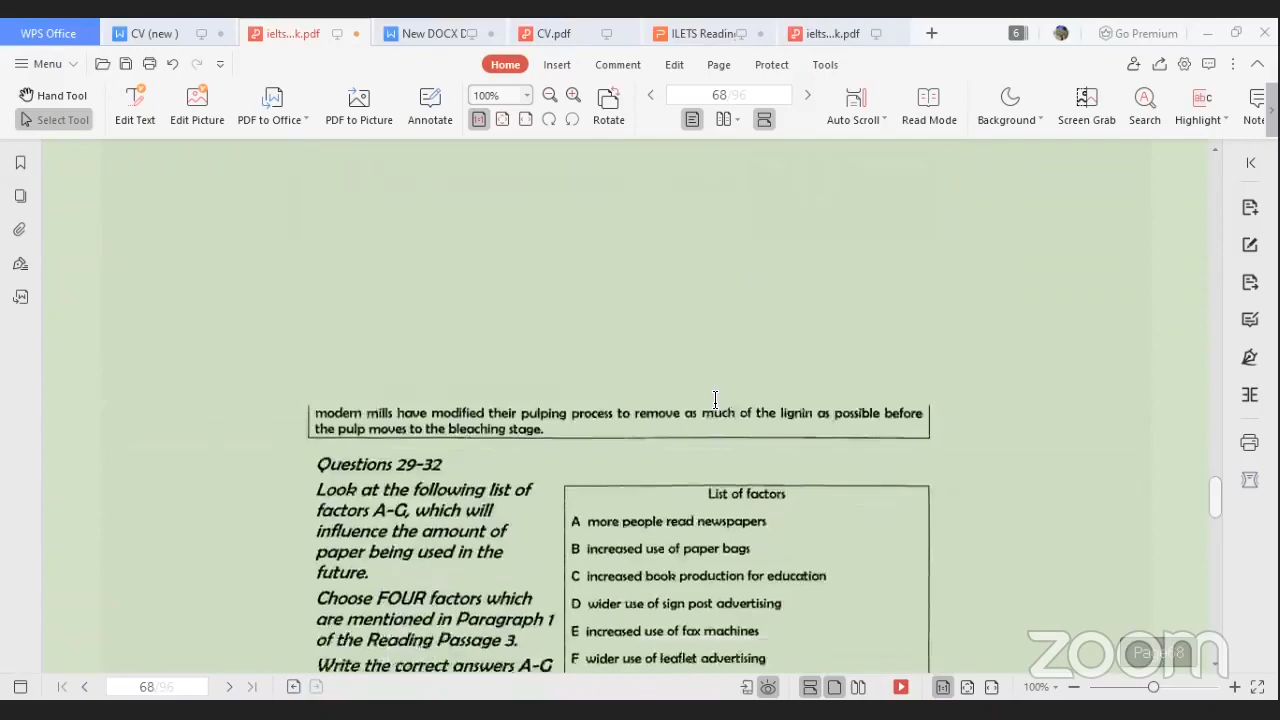 WPS Office
CV (new )
ielts...k.pdf
New DOCX D
CV.pdf
ILETS Reading
ielts...k.pdf
6
Go Premium
Menu
Home
Insert
Comment
Edit
Page
Protect
Tools
Hand Tool
Select Tool
Edit Text
Edit Picture
PDF to Office
PDF to Picture
Annotate
100%
Rotate
68/96
Auto Scroll
Read Mode
Background
Screen Grab
Search
Highlight
Note
modern mills have modified their pulping process to remove as much of the lignin as possible before
the pulp moves to the bleaching stage.
Questions 29-32
Look at the following list of
factors A-G, which will
influence the amount of
paper being used in the
future.
Choose FOUR factors which
are mentioned in Paragraph 1
of the Reading Passage 3.
Write the correct answers A-G
List of factors
A more people read newspapers
B increased use of paper bags
C increased book production for education
D wider use of sign post advertising
E increased use of fax machines
F wider use of leaflet advertising
Page68
zoom
68/96
100%